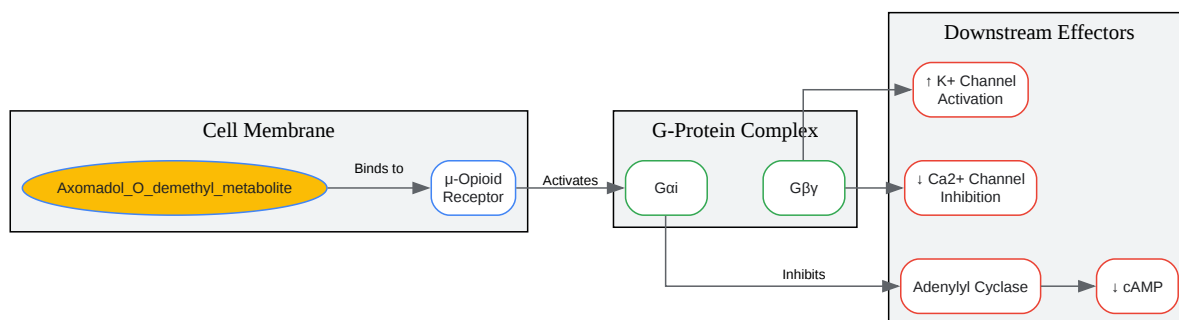 Downstream Effectors
↑ K+ Channel
Activation
Cell Membrane
G-Protein Complex
Axomadol_O_demethyl_metabolite
Binds to
μ-Opioid
Receptor
Activates
Gαi
Gβγ
↓ Ca2+ Channel
Inhibition
Inhibits
Adenylyl Cyclase
↓ cAMP